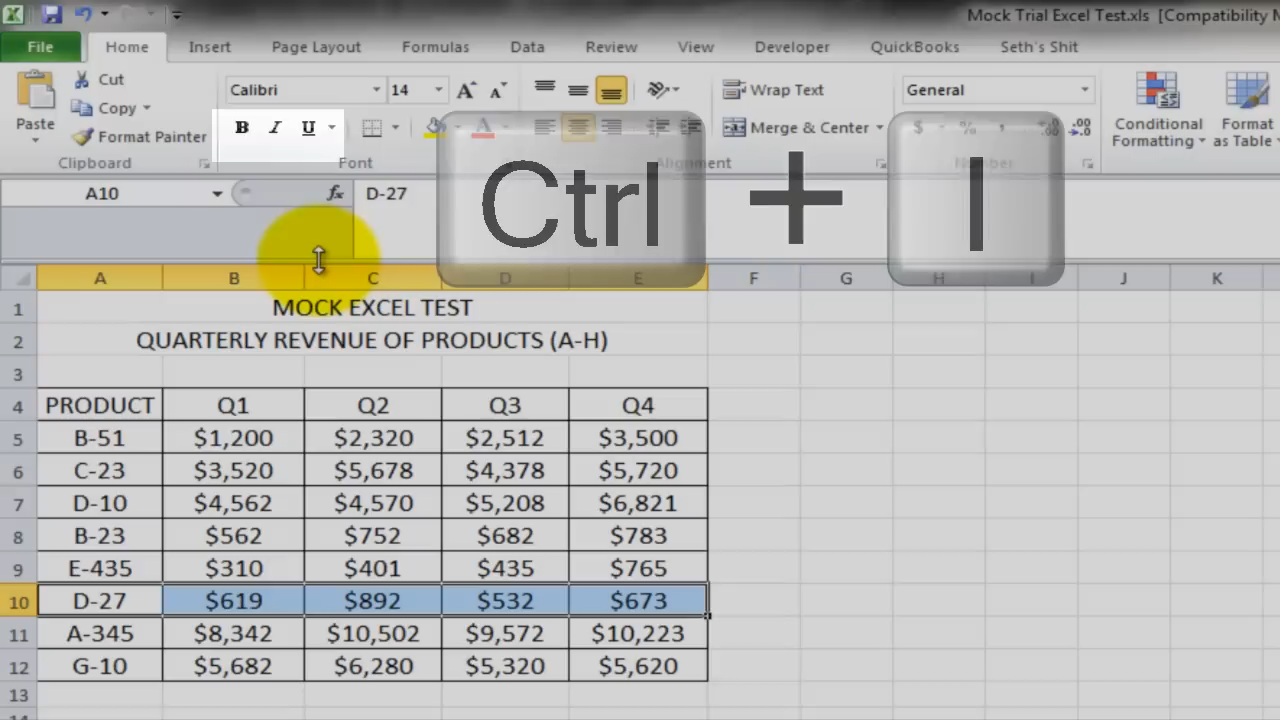 Mock Trial Excel Test.xls [Compatibility M
File Home Insert Page Layout Formulas Data Review View Developer QuickBooks Seth's Shit
Cut
Copy
Format Painter
Paste
Clipboard
Calibri 14
B I U
Font
Wrap Text
Merge & Center
Alignment
General
$ % ,
Number
Conditional
Formatting
Format
as Table
Ctrl + I
A10 fx D-27
A B C D E F G H I J K
1 MOCK EXCEL TEST
2 QUARTERLY REVENUE OF PRODUCTS (A-H)
3
4 PRODUCT Q1 Q2 Q3 Q4
5 B-51 $1,200 $2,320 $2,512 $3,500
6 C-23 $3,520 $5,678 $4,378 $5,720
7 D-10 $4,562 $4,570 $5,208 $6,821
8 B-23 $562 $752 $682 $783
9 E-435 $310 $401 $435 $765
10 D-27 $619 $892 $532 $673
11 A-345 $8,342 $10,502 $9,572 $10,223
12 G-10 $5,682 $6,280 $5,320 $5,620
13